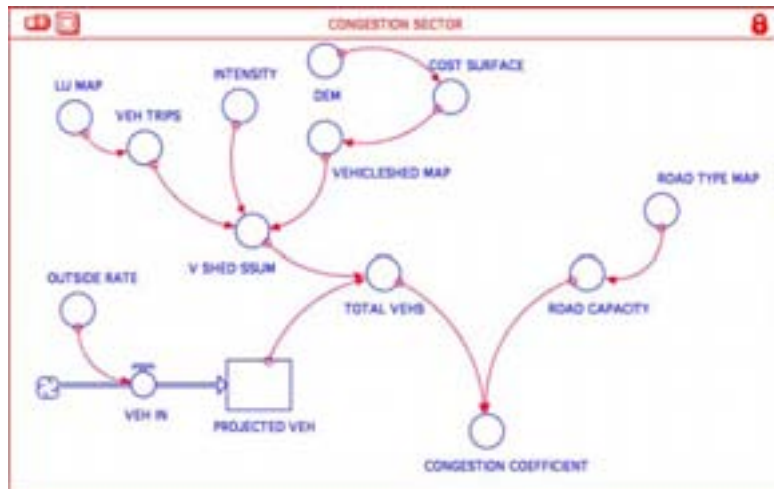 CONGESTION SECTOR
INTENSITY
COST SURFACE
LU MAP
DEM
VEH TRIPS
VEHICLESHED MAP
ROAD TYPE MAP
V SHED SSUM
OUTSIDE RATE
TOTAL VEHS
ROAD CAPACITY
VEH IN
PROJECTED VEH
CONGESTION COEFFICIENT